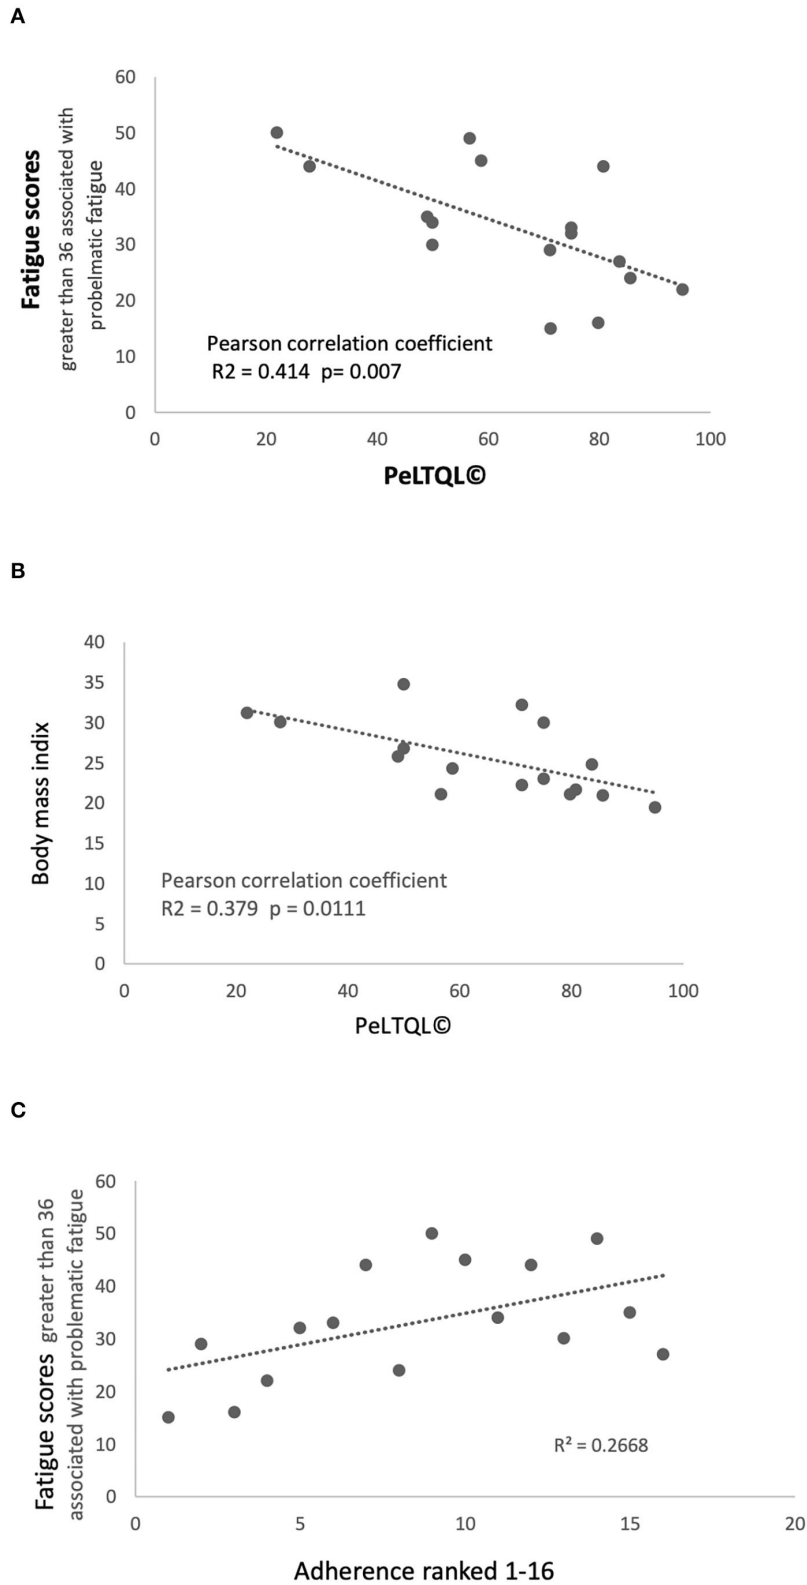 A
60
50
40
30
20
10
0
Fatigue scores
greater than 36 associated with
probelmatic fatigue
Pearson correlation coefficient
R2 = 0.414 p= 0.007
0 20 40 60 80 100
PeLTQL©
B
40
35
30
25
20
15
10
5
0
Body mass indix
Pearson correlation coefficient
R2 = 0.379 p = 0.0111
0 20 40 60 80 100
PeLTQL©
C
60
50
40
30
20
10
0
Fatigue scores greater than 36
associated with problematic fatigue
R² = 0.2668
0 5 10 15 20
Adherence ranked 1-16